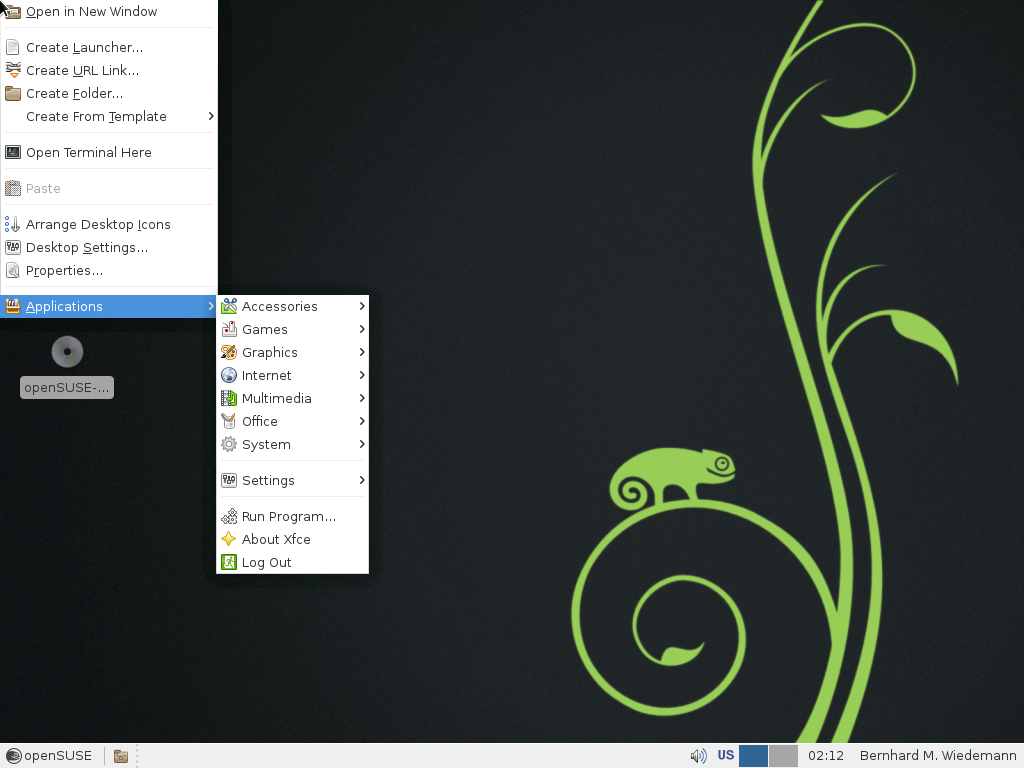 Open in New Window
Create Launcher...
Create URL Link...
Create Folder...
Create From Template
Open Terminal Here
Paste
Arrange Desktop Icons
Desktop Settings...
Properties...
Applications
Accessories
Games
Graphics
Internet
Multimedia
Office
System
Settings
Run Program...
About Xfce
Log Out
openSUSE-...
openSUSE
US
02:12
Bernhard M. Wiedemann